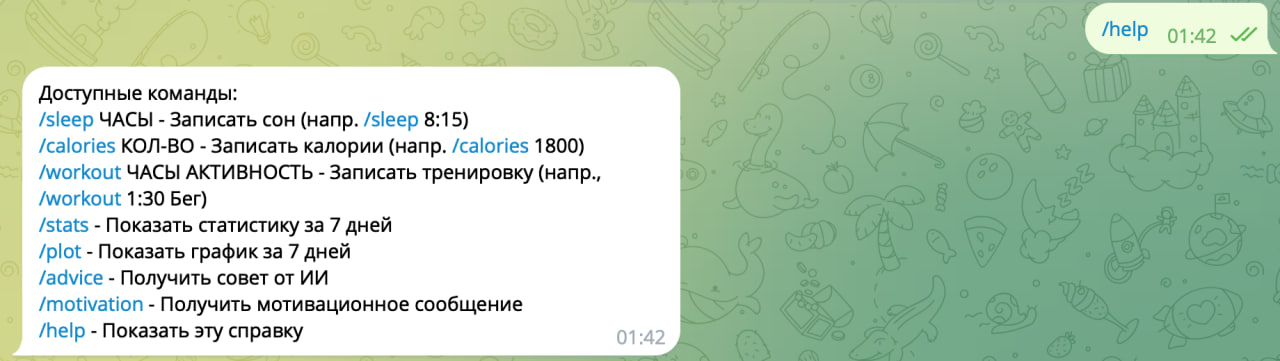 /help 01:42
Доступные команды:
/sleep ЧАСЫ - Записать сон (напр. /sleep 8:15)
/calories КОЛ-ВО - Записать калории (напр. /calories 1800)
/workout ЧАСЫ АКТИВНОСТЬ - Записать тренировку (напр.,
/workout 1:30 Бег)
/stats - Показать статистику за 7 дней
/plot - Показать график за 7 дней
/advice - Получить совет от ИИ
/motivation - Получить мотивационное сообщение
/help - Показать эту справку
01:42